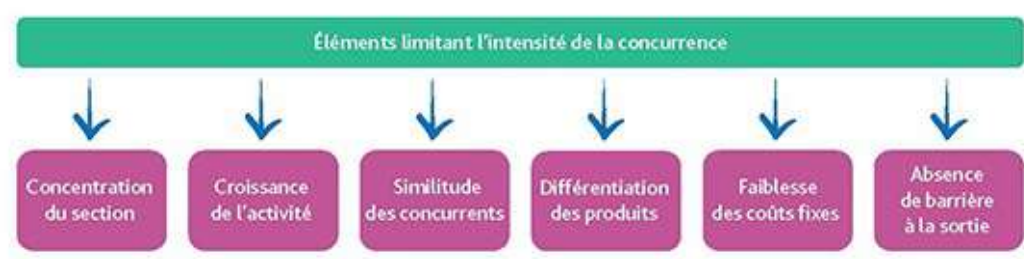 Éléments limitant l'intensité de la concurrence
Concentration
du section
Croissance
de l'activité
Similitude
des concurrents
Différentiation
des produits
Faiblesse
des coûts fixes
Absence
de barrière
à la sortie